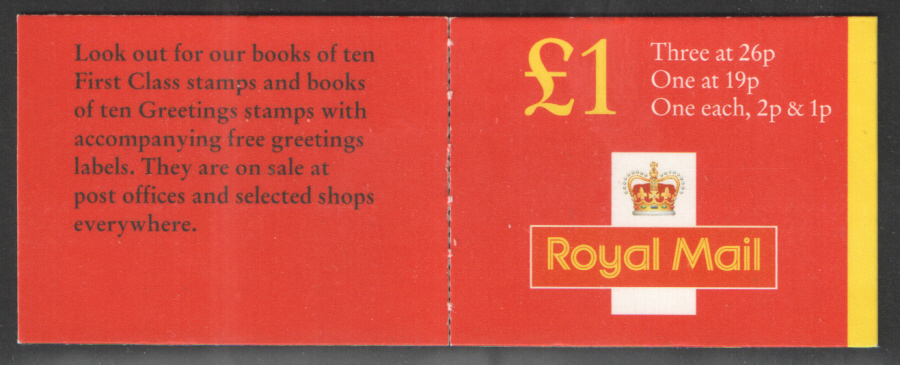 Look out for our books of ten
First Class stamps and books
of ten Greetings stamps with
accompanying free greetings
labels. They are on sale at
post offices and selected shops
everywhere.
£1
Three at 26p
One at 19p
One each, 2p & 1p
Royal Mail